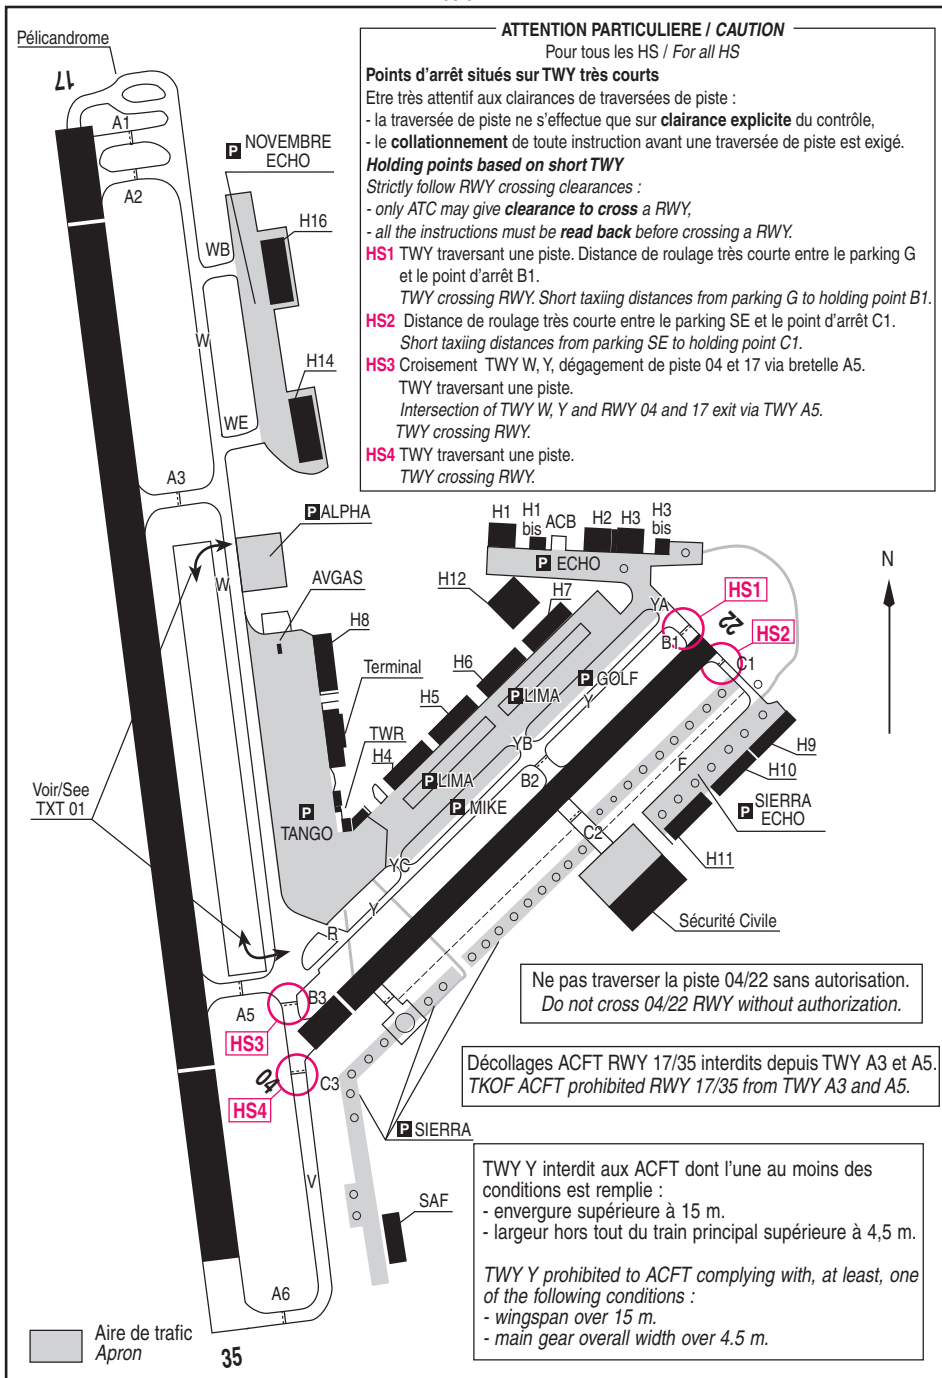 ATTENTION PARTICULIERE / CAUTION
Pour tous les HS / For all HS
Points d'arrêt situés sur TWY très courts
Etre très attentif aux clairances de traversées de piste :
- la traversée de piste ne s'effectue que sur clairance explicite du contrôle,
- le collationnement de toute instruction avant une traversée de piste est exigé.
Holding points based on short TWY
Strictly follow RWY crossing clearances :
- only ATC may give clearance to cross a RWY,
- all the instructions must be read back before crossing a RWY.
HS1 TWY traversant une piste. Distance de roulage très courte entre le parking G
et le point d'arrêt B1.
TWY crossing RWY. Short taxiing distances from parking G to holding point B1.
HS2 Distance de roulage très courte entre le parking SE et le point d'arrêt C1.
Short taxiing distances from parking SE to holding point C1.
HS3 Croisement TWY W, Y, dégagement de piste 04 et 17 via bretelle A5.
TWY traversant une piste.
Intersection of TWY W, Y and RWY 04 and 17 exit via TWY A5.
TWY crossing RWY.
HS4 TWY traversant une piste.
TWY crossing RWY.
Pélicandrome
17
A1
A2
P NOVEMBRE
ECHO
H16
WB
W
H14
WE
A3
P ALPHA
W
AVGAS
H8
Terminal
TWR
H4
P
TANGO
Voir/See
TXT 01
H1
H1
bis
ACB
H2
H3
H3
bis
P ECHO
H12
H7
H6
H5
YA
B1
HS1
22
HS2
C1
P GOLF
P LIMA
Y
YB
B2
P LIMA
P MIKE
YC
Y
R
C2
F
H9
H10
P SIERRA
ECHO
H11
Sécurité Civile
N
A5
B3
HS3
04
HS4
C3
P SIERRA
V
SAF
A6
35
Ne pas traverser la piste 04/22 sans autorisation.
Do not cross 04/22 RWY without authorization.
Décollages ACFT RWY 17/35 interdits depuis TWY A3 et A5.
TKOF ACFT prohibited RWY 17/35 from TWY A3 and A5.
TWY Y interdit aux ACFT dont l'une au moins des
conditions est remplie :
- envergure supérieure à 15 m.
- largeur hors tout du train principal supérieure à 4,5 m.
TWY Y prohibited to ACFT complying with, at least, one
of the following conditions :
- wingspan over 15 m.
- main gear overall width over 4.5 m.
Aire de trafic
Apron